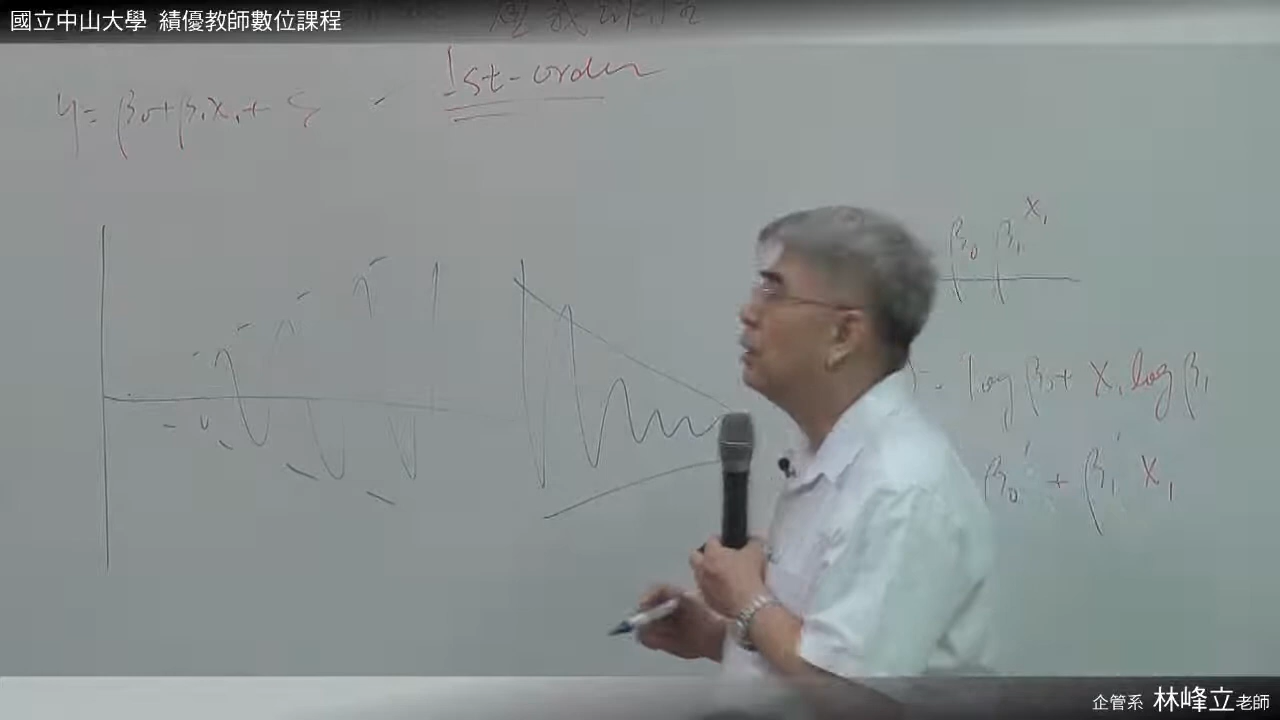 國立中山大學 績優教師數位課程
1st-order
y = β₀ + β₁x₁ + ε
β₀ β₁^x₁
= log β₀ + x₁ log β₁
β₀' + β₁' x₁
企管系 林峰立老師